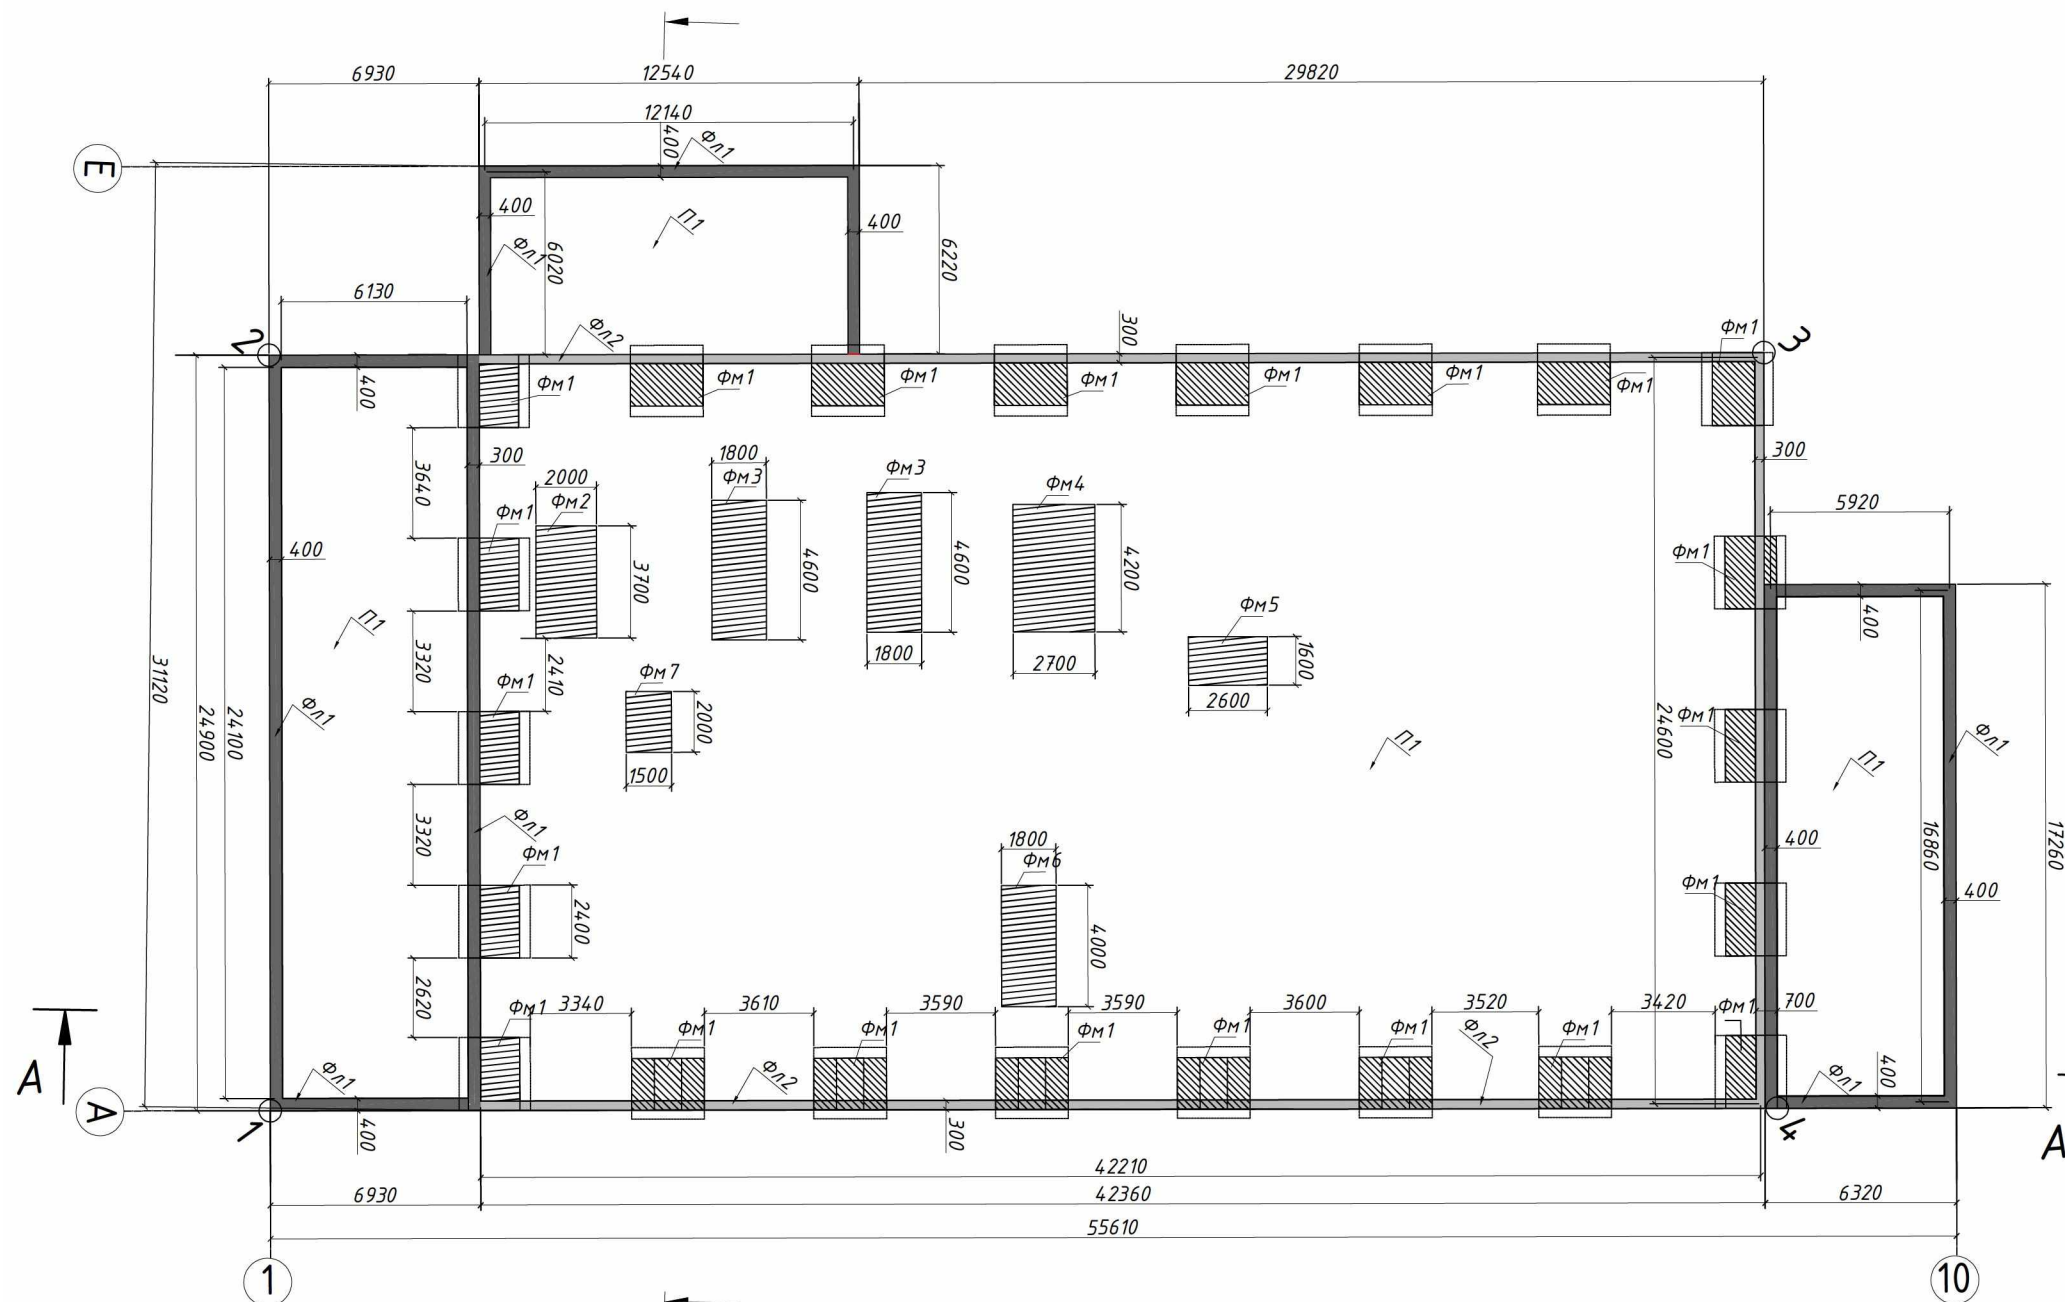 6930
12540
29820
12140
400
Фл1
Е
400
П1
400
Фл1
6020
6220
6130
2
Фл2
300
Фм1
3
400
Фм1
Фм1
Фм1
Фм1
Фм1
Фм1
Фм1
3640
300
1800
Фм3
Фм3
Фм4
300
2000
Фм2
5920
Фм1
400
3700
4600
4600
4200
Фм1
400
П1
3320
2410
Фм5
1600
1800
2700
2600
31120
24900
24100
Фл1
Фм1
Фм7
2000
1500
24600
Фм1
П1
Фл1
П1
3320
Фл1
1800
Фм6
400
16860
17260
Фм1
2400
4000
Фм1
400
2620
Фм1
3340
3610
3590
3590
3600
3520
3420
Фм1
700
Фм1
Фм1
Фм1
Фм1
Фм1
Фм1
Фл2
А
Фл1
Фл2
Фл1
400
А
1
400
300
4
А
42210
6930
42360
6320
55610
1
10